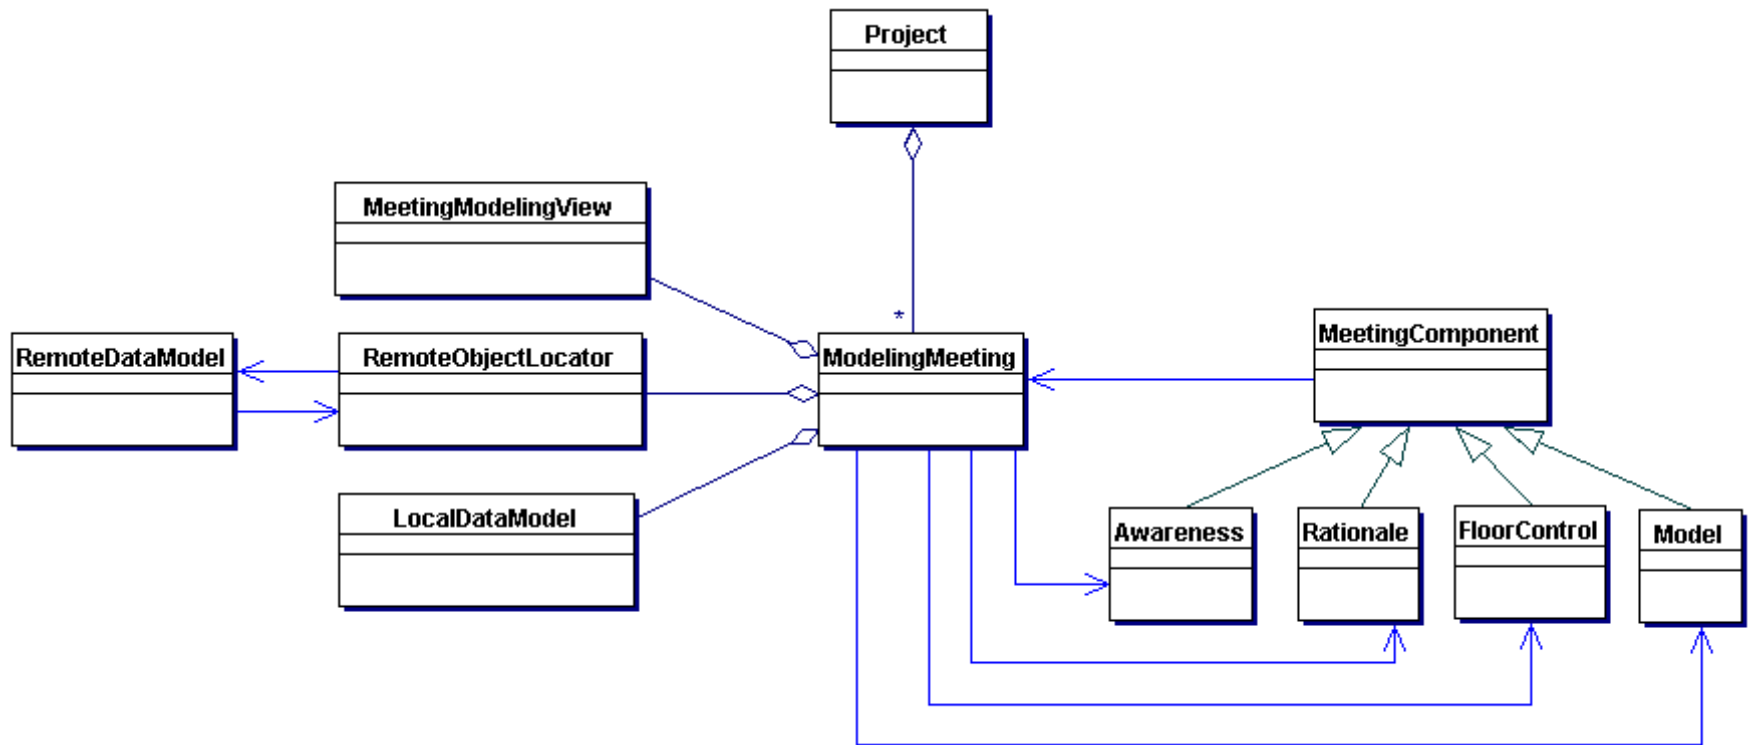 Project
MeetingModelingView
*
MeetingComponent
RemoteDataModel
RemoteObjectLocator
ModelingMeeting
LocalDataModel
Awareness
Rationale
FloorControl
Model